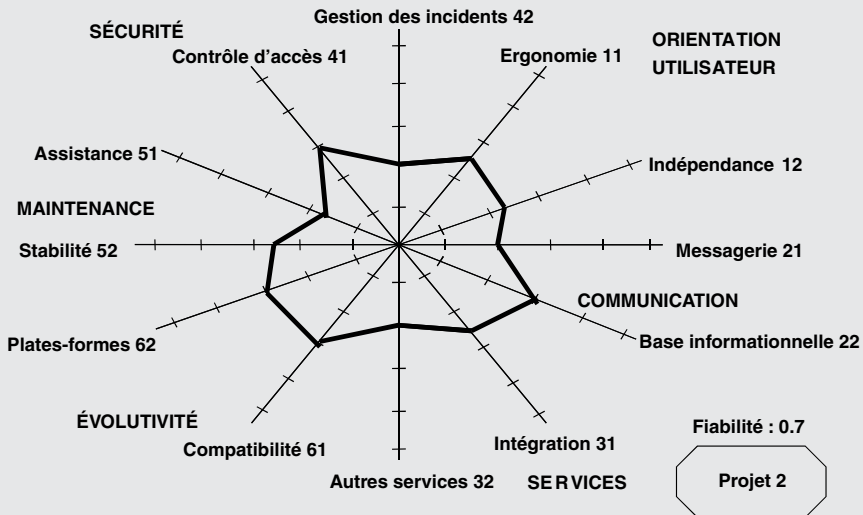 Gestion des incidents 42
SÉCURITÉ
Contrôle d’accès 41
Ergonomie 11
ORIENTATION
UTILISATEUR
Assistance 51
Indépendance 12
MAINTENANCE
Stabilité 52
Messagerie 21
COMMUNICATION
Plates-formes 62
Base informationnelle 22
ÉVOLUTIVITÉ
Compatibilité 61
Intégration 31
Fiabilité : 0.7
Autres services 32
SERVICES
Projet 2